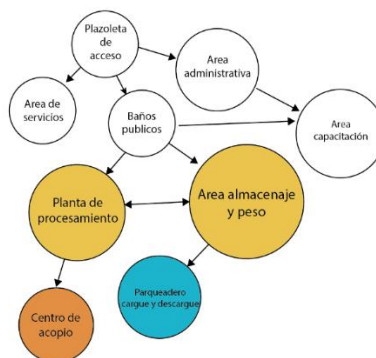 Plazoleta
de
acceso
Area
administrativa
Area de
servicios
Baños
publicos
Area
capacitación
Planta de
procesamiento
Area almacenaje
y peso
Parqueadero
cargue y descargue
Centro de
acopio